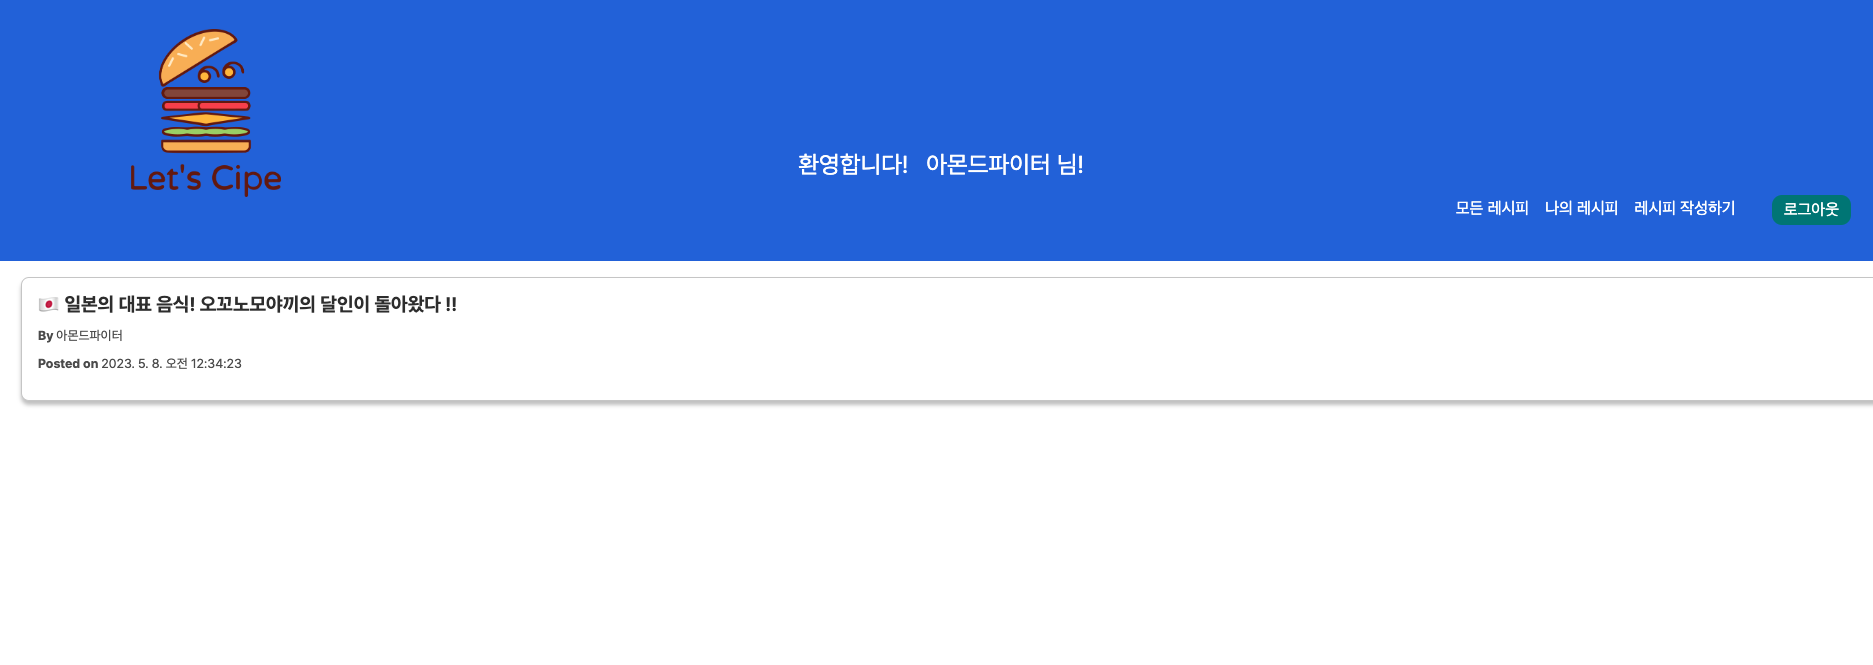 Let's Cipe
환영합니다! 아몬드파이터 님!
모든 레시피 나의 레시피 레시피 작성하기 로그아웃
🇯🇵 일본의 대표 음식! 오꼬노모야끼의 달인이 돌아왔다 !!
By 아몬드파이터
Posted on 2023. 5. 8. 오전 12:34:23